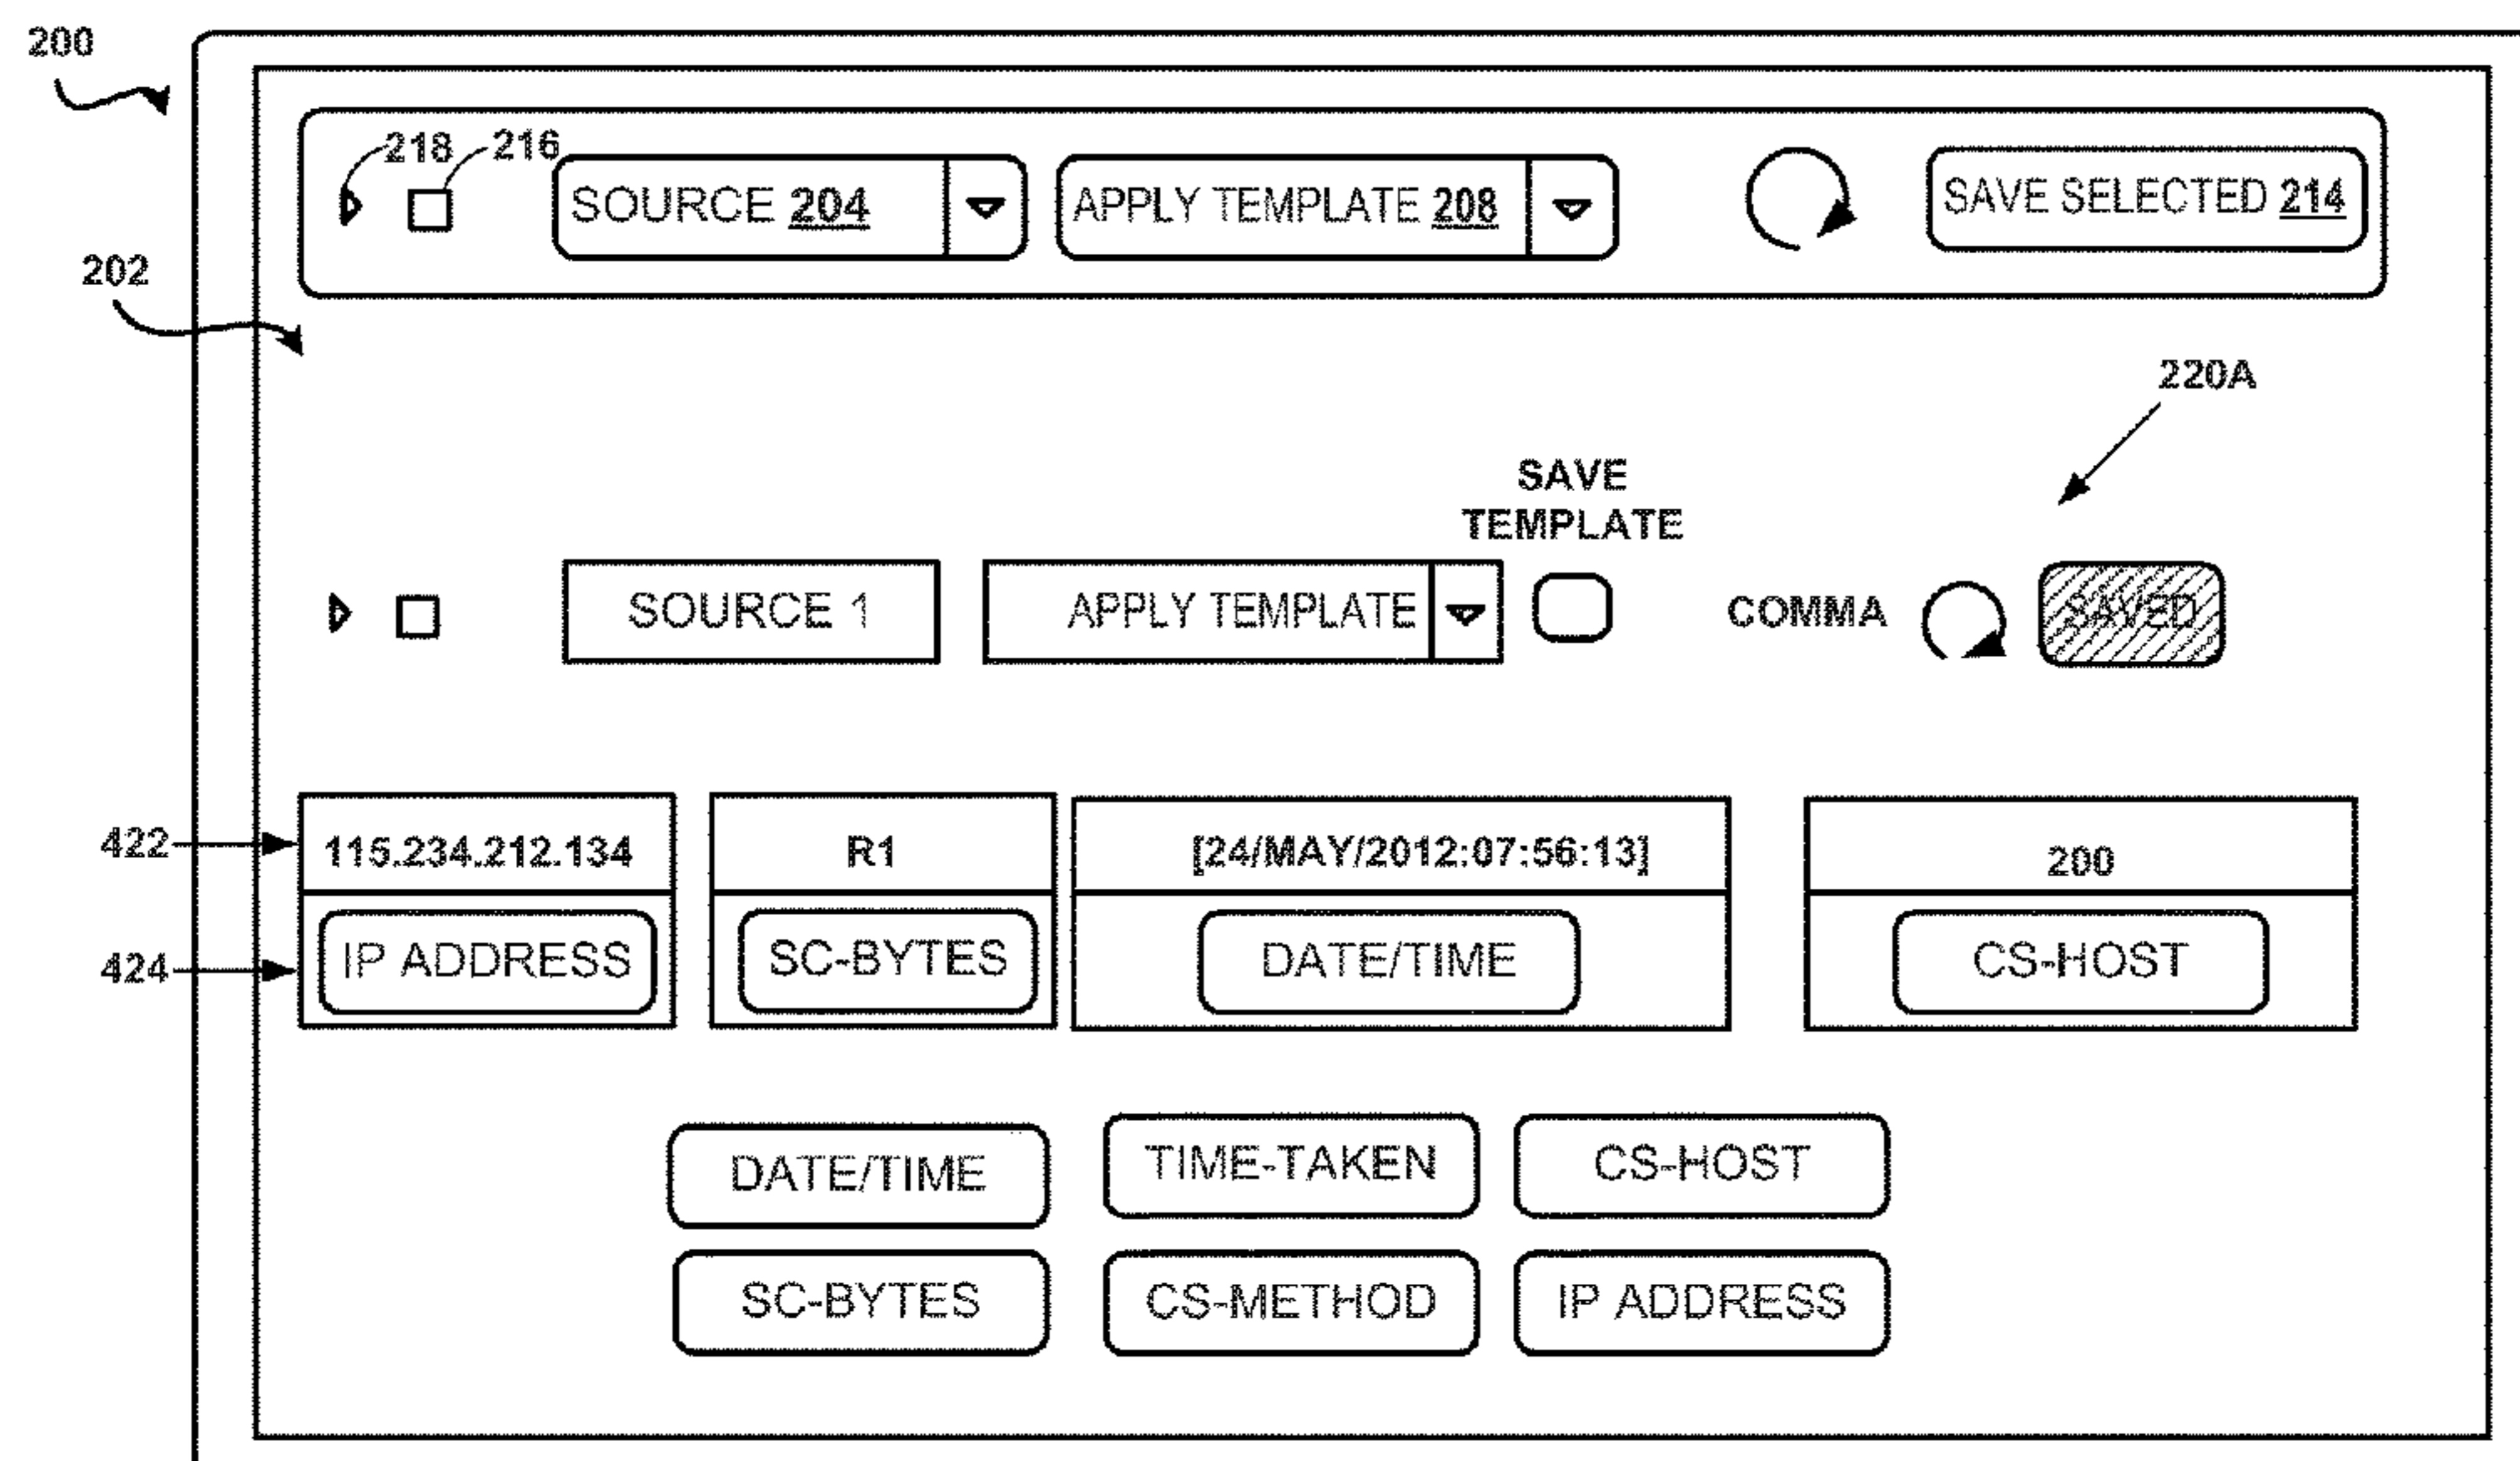 200
218 216
SOURCE 204 APPLY TEMPLATE 208 SAVE SELECTED 214
202
220A
SAVE
TEMPLATE
SOURCE 1 APPLY TEMPLATE COMMA SAVED
422 115.234.212.134 R1 [24/MAY/2012:07:56:13] 200
424 IP ADDRESS SC-BYTES DATE/TIME CS-HOST
DATE/TIME TIME-TAKEN CS-HOST
SC-BYTES CS-METHOD IP ADDRESS